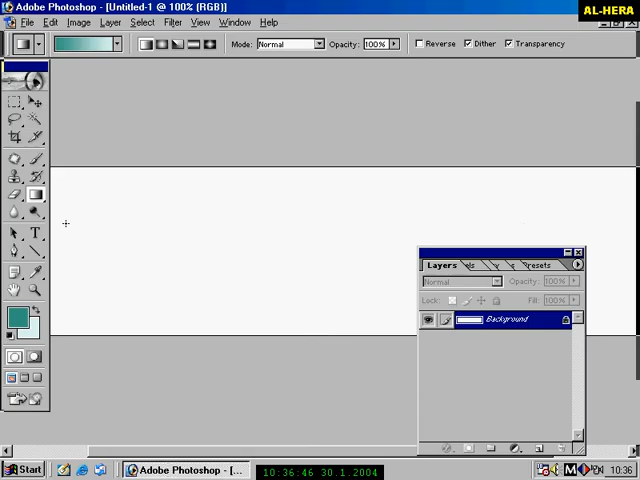 Adobe Photoshop - [Untitled-1 @ 100% (RGB)]
AL-HERA
File Edit Image Layer Select Filter View Window Help
Mode: Normal Opacity: 100% Reverse Dither Transparency
Layers els y s Presets
Normal Opacity: 100%
Lock: Fill: 100%
Background
Start Adobe Photoshop - [... 10:36:46 30.1.2004 10:36